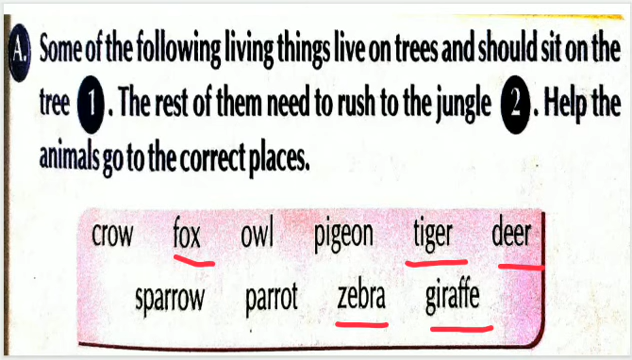 A. Some of the following living things live on trees and should sit on the
tree 1. The rest of them need to rush to the jungle 2. Help the
animals go to the correct places.
crow fox owl pigeon tiger deer
sparrow parrot zebra giraffe